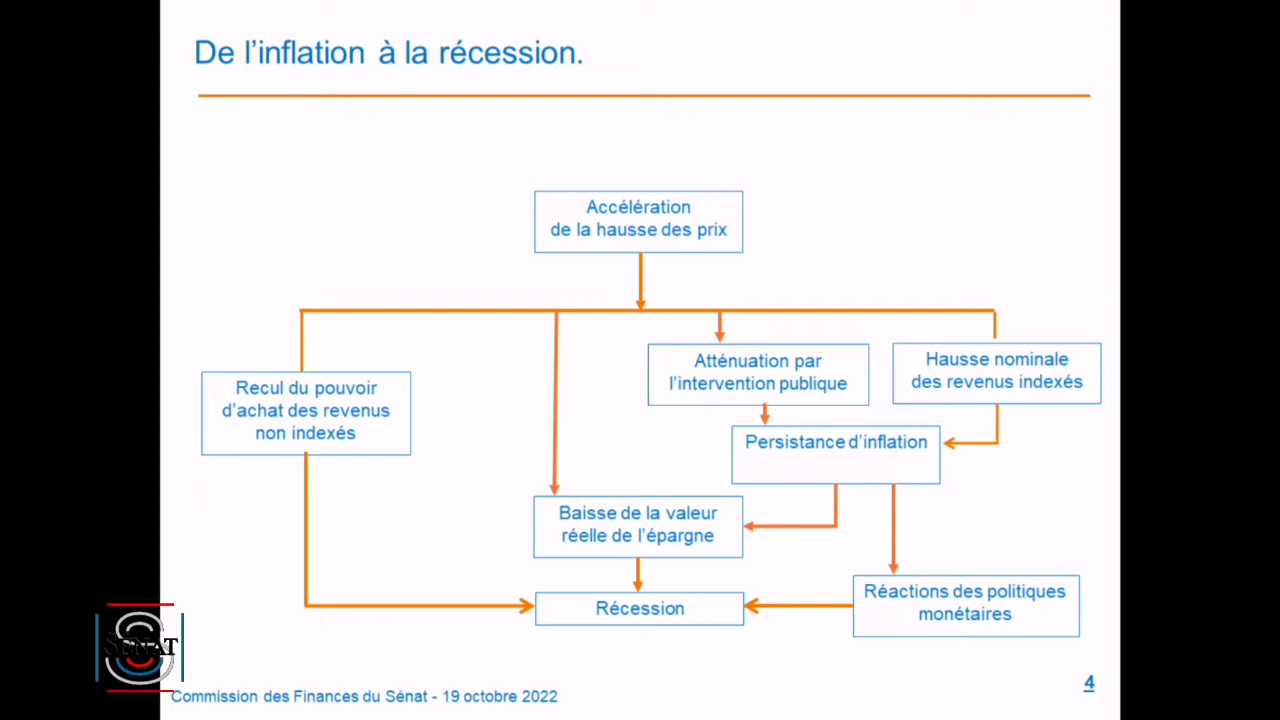 De l’inflation à la récession.
Accélération
de la hausse des prix
Atténuation par
l’intervention publique
Hausse nominale
des revenus indexés
Recul du pouvoir
d’achat des revenus
non indexés
Persistance d’inflation
Baisse de la valeur
réelle de l’épargne
Réactions des politiques
monétaires
Récession
SÉNAT
Commission des Finances du Sénat - 19 octobre 2022
4